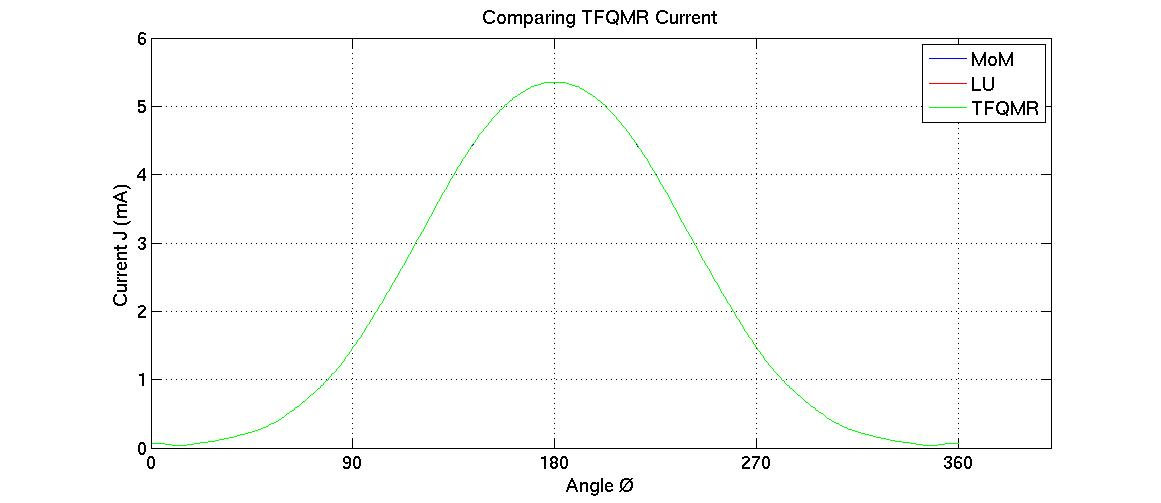 Comparing TFQMR Current
MoM
LU
TFQMR
6
5
4
3
2
1
0
Current J (mA)
0 90 180 270 360
Angle Ø